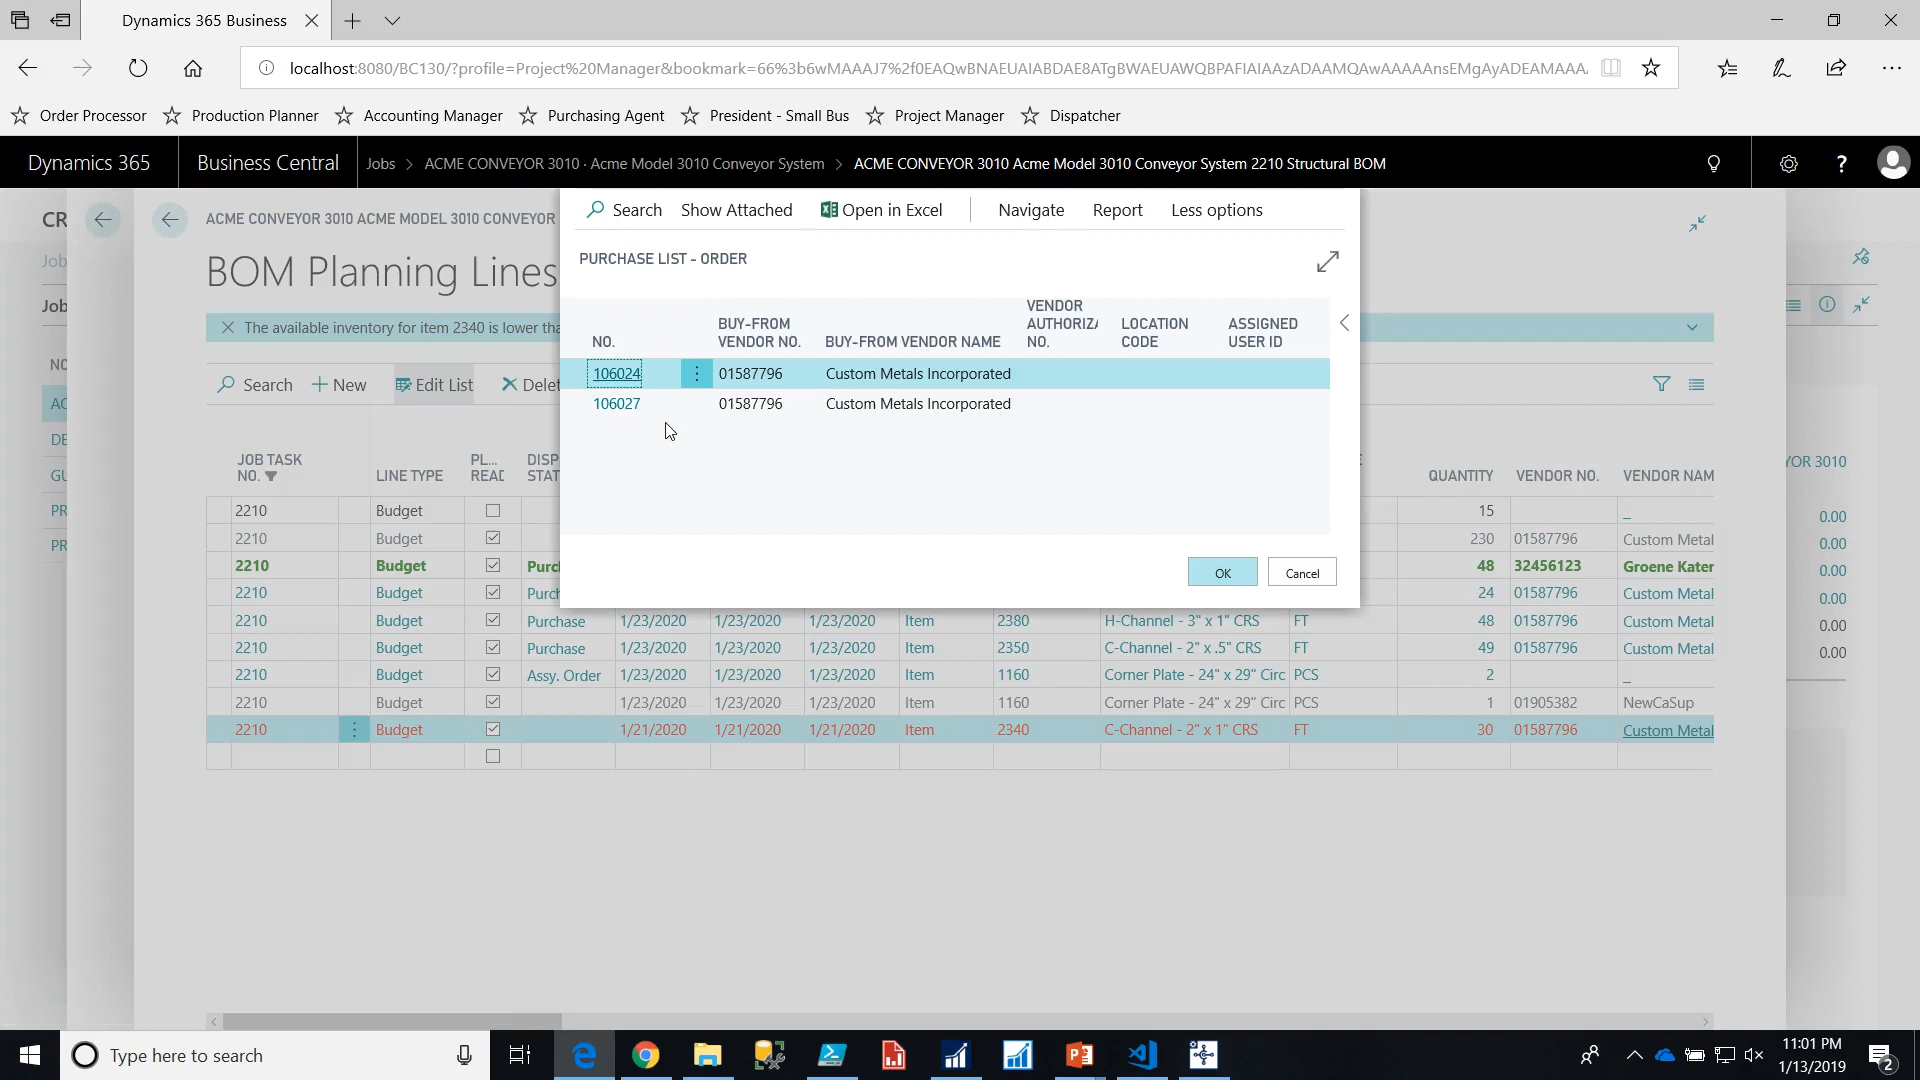 Dynamics 365 Business
localhost:8080/BC130/?profile=Project%20Manager&bookmark=66%3b6wMAAAJ7%2f0EAQwBNAEUAIABDAE8ATgBWAEUAWQBPAFIAIAAzADAAMQAwAAAAAnsEMgAyADEAMAAA.
Order Processor
Production Planner
Accounting Manager
Purchasing Agent
President - Small Bus
Project Manager
Dispatcher
Dynamics 365
Business Central
Jobs > ACME CONVEYOR 3010 · Acme Model 3010 Conveyor System > ACME CONVEYOR 3010 Acme Model 3010 Conveyor System 2210 Structural BOM
?
CR
Job
Job
NO
AC
DE
GU
PR
PR
ACME CONVEYOR 3010 ACME MODEL 3010 CONVEYOR
BOM Planning Lines
The available inventory for item 2340 is lower tha
Search New Edit List Delet
Search Show Attached Open in Excel Navigate Report Less options
PURCHASE LIST - ORDER
NO. BUY-FROM VENDOR NO. BUY-FROM VENDOR NAME VENDOR AUTHORIZA NO. LOCATION CODE ASSIGNED USER ID
106024 01587796 Custom Metals Incorporated
106027 01587796 Custom Metals Incorporated
OK Cancel
JOB TASK NO. LINE TYPE PL... READ DISP STAT E QUANTITY VENDOR NO. VENDOR NAM
2210 Budget 15 _
2210 Budget 230 01587796 Custom Metal
2210 Budget Purch 48 32456123 Groene Kater
2210 Budget Purch 24 01587796 Custom Metal
2210 Budget Purchase 1/23/2020 1/23/2020 1/23/2020 Item 2380 H-Channel - 3" x 1" CRS FT 48 01587796 Custom Metal
2210 Budget Purchase 1/23/2020 1/23/2020 1/23/2020 Item 2350 C-Channel - 2" x .5" CRS FT 49 01587796 Custom Metal
2210 Budget Assy. Order 1/23/2020 1/23/2020 1/23/2020 Item 1160 Corner Plate - 24" x 29" Circ PCS 2 _
2210 Budget 1/23/2020 1/23/2020 1/23/2020 Item 1160 Corner Plate - 24" x 29" Circ PCS 1 01905382 NewCaSup
2210 Budget 1/21/2020 1/21/2020 1/21/2020 Item 2340 C-Channel - 2" x 1" CRS FT 30 01587796 Custom Metal
YOR 3010
0.00
0.00
0.00
0.00
0.00
0.00
Type here to search
11:01 PM
1/13/2019
2